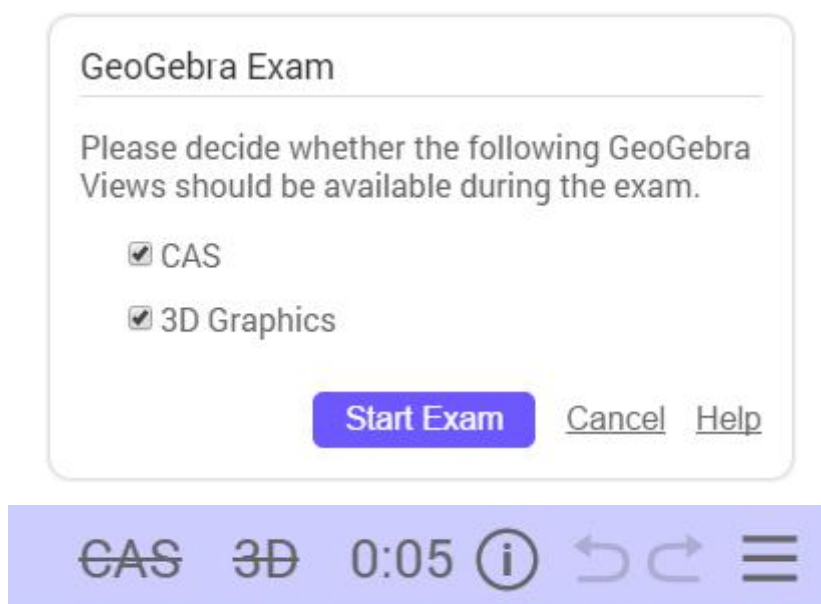 GeoGebra Exam
Please decide whether the following GeoGebra
Views should be available during the exam.
CAS
3D Graphics
Start Exam Cancel Help
CAS 3D 0:05 i